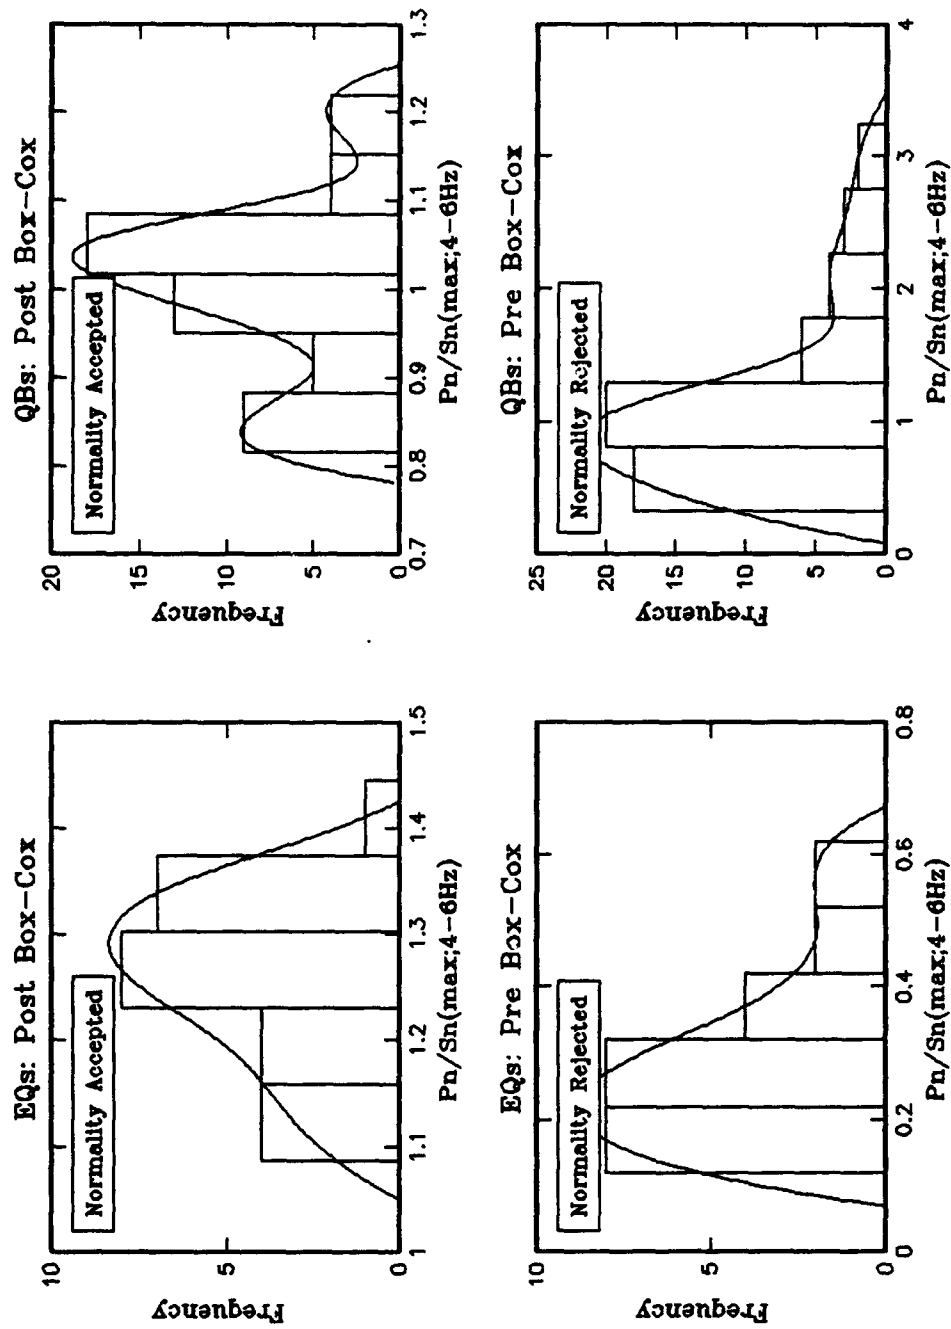 EQs: Post Box-Cox
Normality Accepted
Frequency
10
5
0
1
1.1
1.2
1.3
1.4
1.5
Pn/Sn(max;4-6Hz)
QBs: Post Box-Cox
Normality Accepted
Frequency
20
15
10
5
0
0.7
0.8
0.9
1
1.1
1.2
1.3
Pn/Sn(max;4-6Hz)
EQs: Pre Box-Cox
Normality Rejected
Frequency
10
5
0
0
0.2
0.4
0.6
0.8
Pn/Sn(max;4-6Hz)
QBs: Pre Box-Cox
Normality Rejected
Frequency
25
20
15
10
5
0
0
1
2
3
4
Pn/Sn(max;4-6Hz)